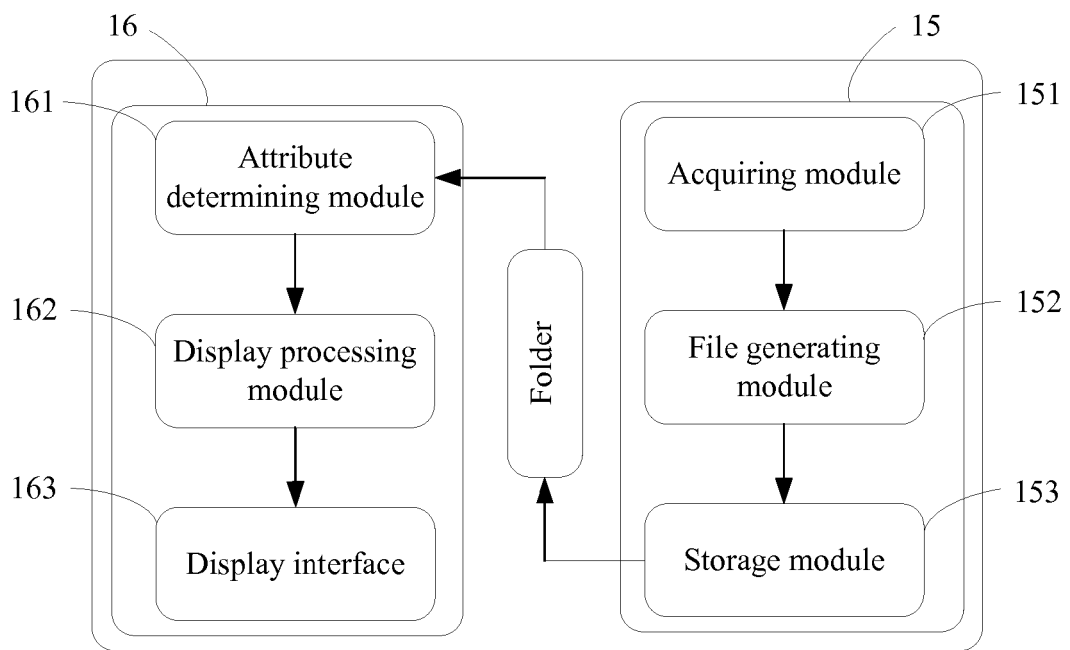 16
15
161
151
Attribute
determining module
Acquiring module
162
152
Display processing
module
Folder
File generating
module
163
153
Display interface
Storage module